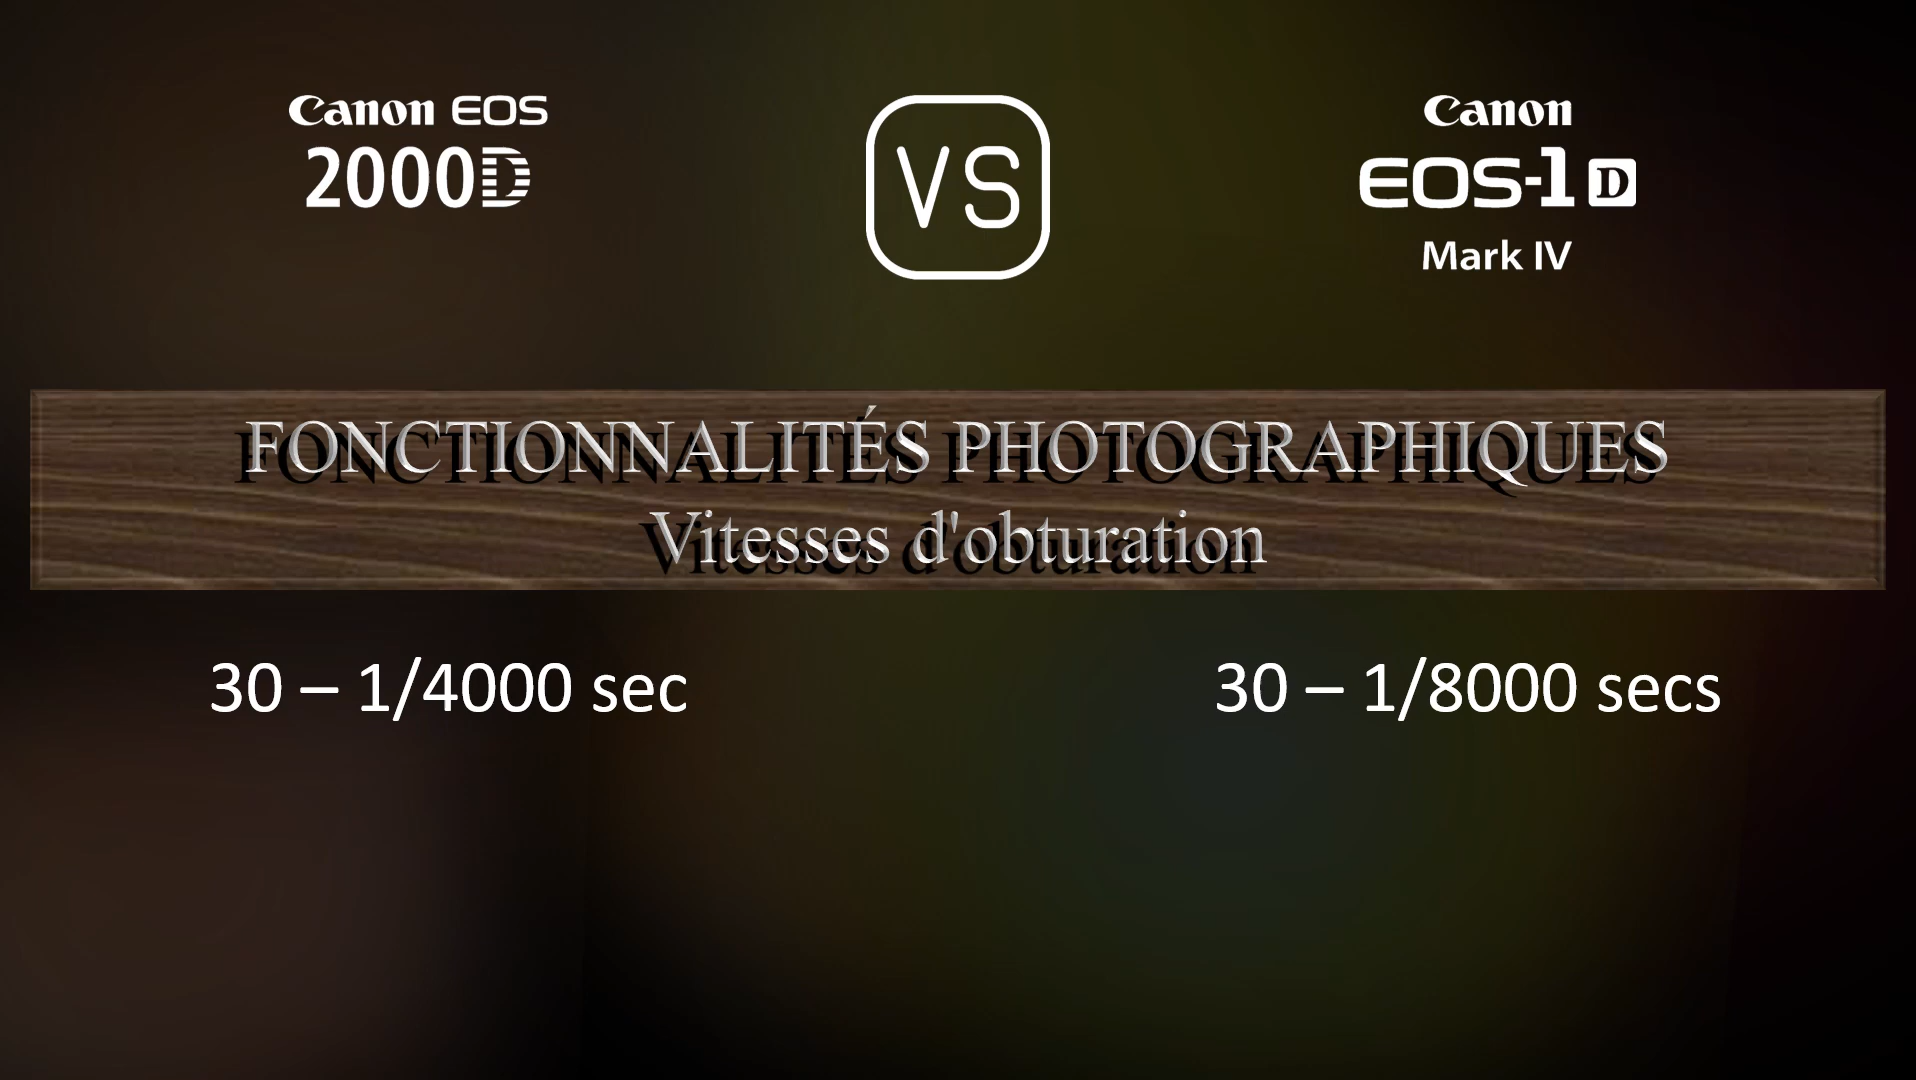 Canon EOS
2000D
VS
Canon
EOS-1D
Mark IV
FONCTIONNALITÉS PHOTOGRAPHIQUES
Vitesses d'obturation
30 – 1/4000 sec
30 – 1/8000 secs